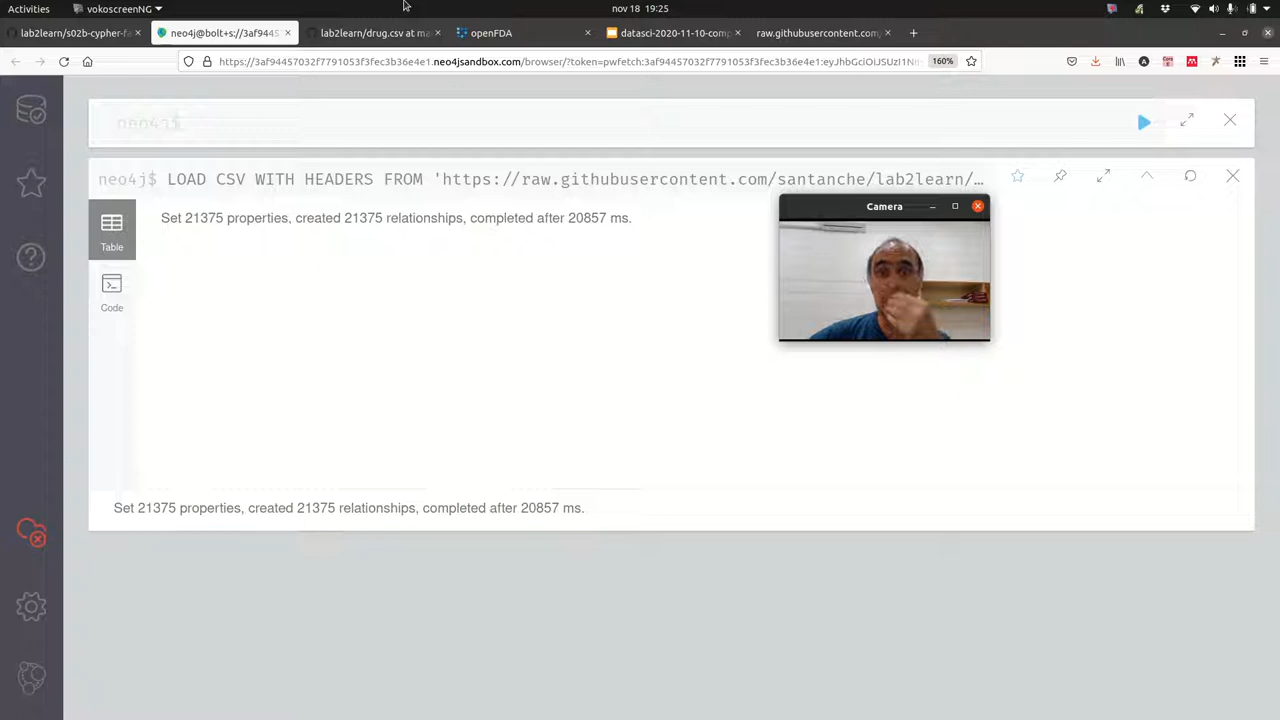 Activities
vokoscreenNG
nov 18 19:25
lab2learn/s02b-cypher-fa
neo4j@bolt+s://3af9445
lab2learn/drug.csv at ma
openFDA
datasci-2020-11-10-comp
raw.githubusercontent.com/
https://3af94457032f7791053f3fec3b36e4e1.neo4jsandbox.com/browser/?token=pwfetch:3af94457032f7791053f3fec3b36e4e1:eyJhbGciOiJSUzI1Ni
160%
neo4j$
neo4j$ LOAD CSV WITH HEADERS FROM 'https://raw.githubusercontent.com/santanche/lab2learn/…
Camera
Set 21375 properties, created 21375 relationships, completed after 20857 ms.
Table
Code
Set 21375 properties, created 21375 relationships, completed after 20857 ms.